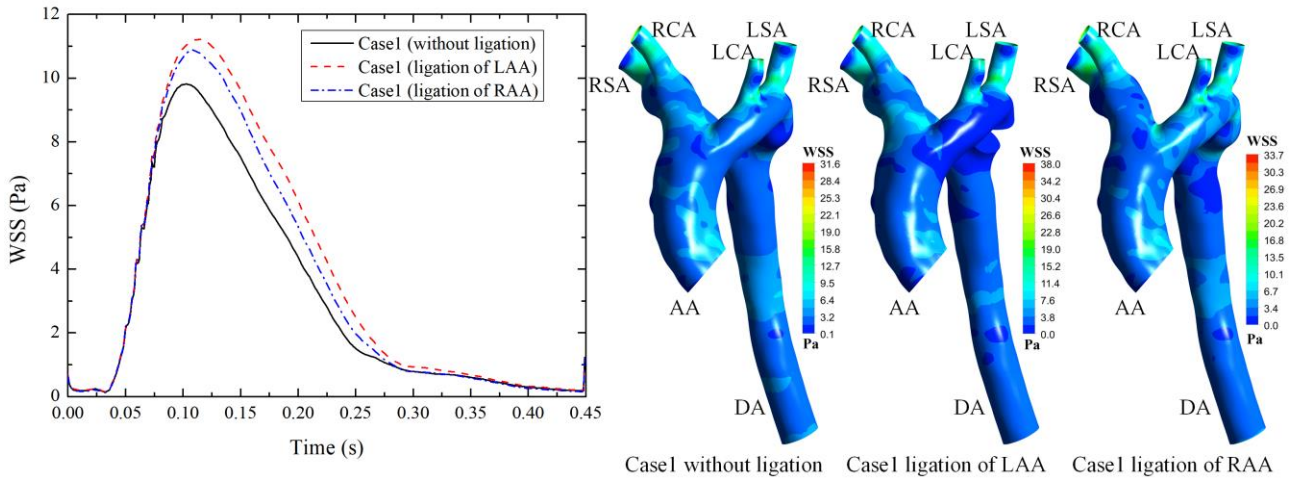 12
10
8
6
4
2
0
WSS (Pa)
0.00
0.05
0.10
0.15
0.20
0.25
0.30
0.35
0.40
0.45
Time (s)
Case1 (without ligation)
Case1 (ligation of LAA)
Case1 (ligation of RAA)
RCA
LSA
LCA
RSA
WSS
31.6
28.4
25.3
22.1
19.0
15.8
12.6
9.5
6.4
3.2
0.1
Pa
AA
DA
Case1 without ligation
RCA
LSA
LCA
RSA
WSS
38.0
34.2
30.4
26.6
22.8
19.0
15.2
11.4
7.6
3.8
0.0
Pa
AA
DA
Case1 ligation of LAA
RCA
LSA
LCA
RSA
WSS
33.7
30.3
26.9
23.6
20.2
16.8
13.5
10.1
6.7
3.4
0.0
Pa
AA
DA
Case1 ligation of RAA